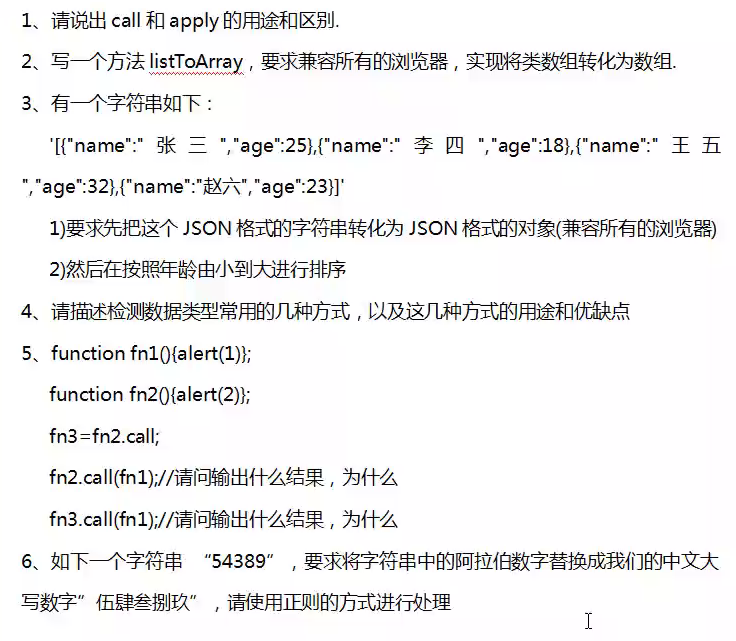 1、请说出 call 和 apply 的用途和区别.
2、写一个方法 listToArray，要求兼容所有的浏览器，实现将类数组转化为数组.
3、有一个字符串如下：
'[{"name":" 张 三 ","age":25},{"name":" 李 四 ","age":18},{"name":" 王 五
","age":32},{"name":"赵六","age":23}]'
1)要求先把这个 JSON 格式的字符串转化为 JSON 格式的对象(兼容所有的浏览器)
2)然后在按照年龄由小到大进行排序
4、请描述检测数据类型常用的几种方式，以及这几种方式的用途和优缺点
5、function fn1(){alert(1)};
function fn2(){alert(2)};
fn3=fn2.call;
fn2.call(fn1);//请问输出什么结果，为什么
fn3.call(fn1);//请问输出什么结果，为什么
6、如下一个字符串 “54389”，要求将字符串中的阿拉伯数字替换成我们的中文大
写数字”伍肆叁捌玖”，请使用正则的方式进行处理